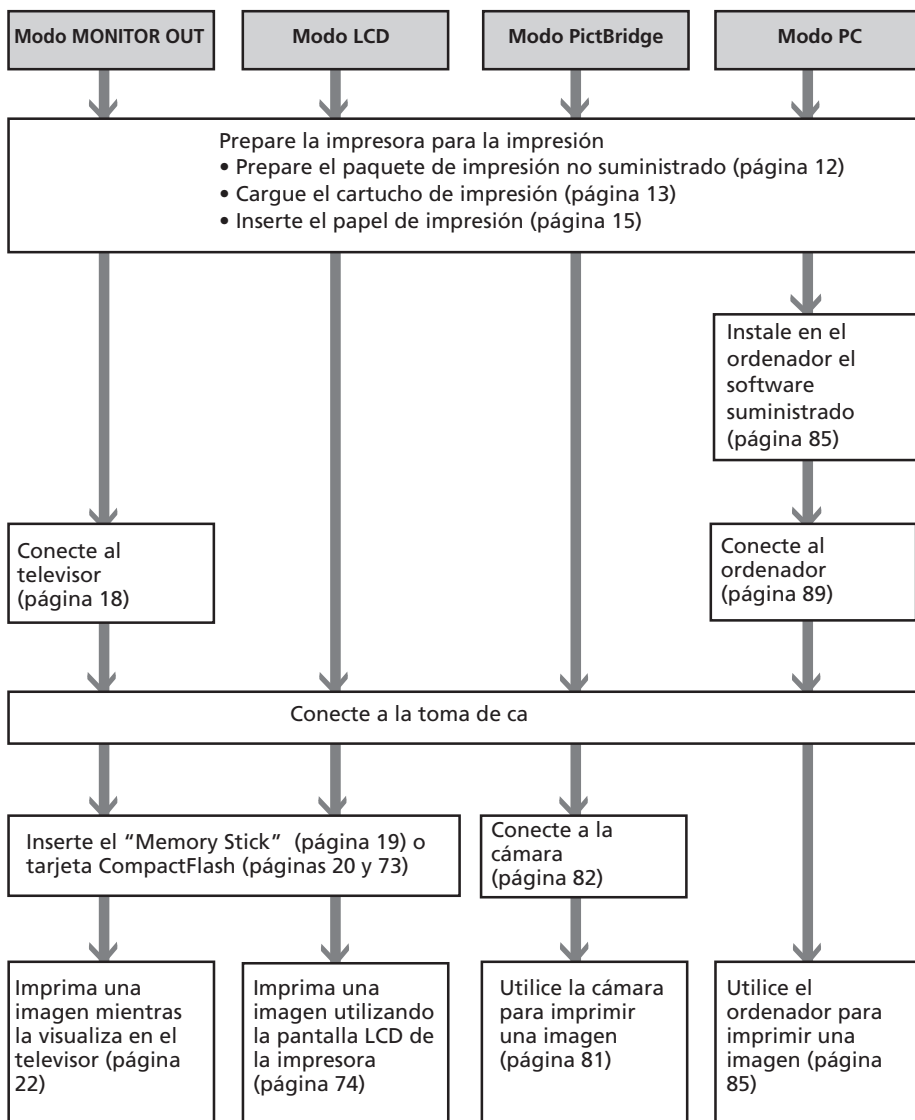 Modo MONITOR OUT
Modo LCD
Modo PictBridge
Modo PC
Prepare la impresora para la impresión
• Prepare el paquete de impresión no suministrado (página 12)
• Cargue el cartucho de impresión (página 13)
• Inserte el papel de impresión (página 15)
Instale en el
ordenador el
software
suministrado
(página 85)
Conecte al
televisor
(página 18)
Conecte al
ordenador
(página 89)
Conecte a la toma de ca
Inserte el “Memory Stick” (página 19) o
tarjeta CompactFlash (páginas 20 y 73)
Conecte a la
cámara
(página 82)
Imprima una
imagen mientras
la visualiza en el
televisor (página
22)
Imprima una
imagen utilizando
la pantalla LCD de
la impresora
(página 74)
Utilice la cámara
para imprimir
una imagen
(página 81)
Utilice el
ordenador para
imprimir una
imagen (página
85)